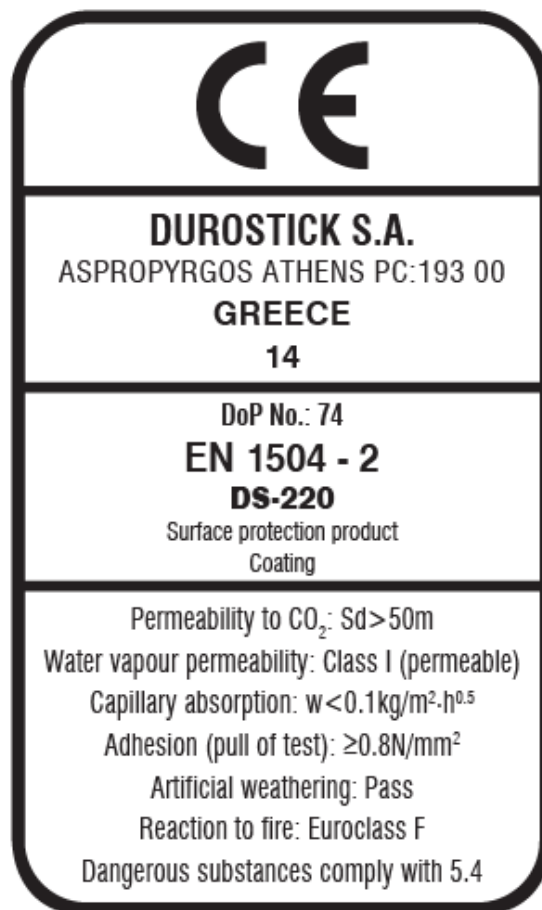 CE
DUROSTICK S.A.
ASPROPYRGOS ATHENS PC:193 00
GREECE
14
DoP No.: 74
EN 1504 - 2
DS-220
Surface protection product
Coating
Permeability to CO₂: Sd>50m
Water vapour permeability: Class I (permeable)
Capillary absorption: w<0.1kg/m²·h⁰·⁵
Adhesion (pull of test): ≥0.8N/mm²
Artificial weathering: Pass
Reaction to fire: Euroclass F
Dangerous substances comply with 5.4